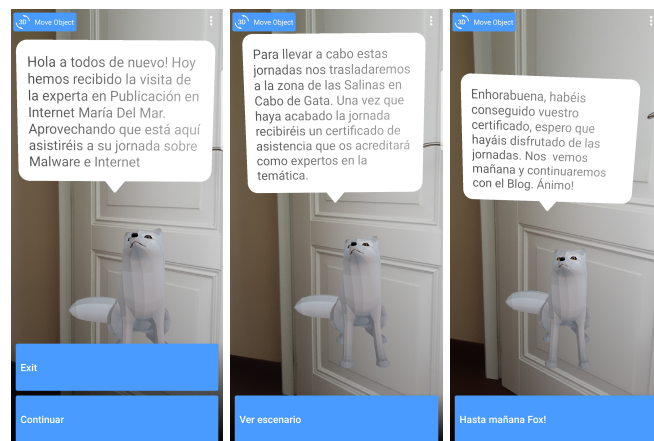 3D Move Object
Hola a todos de nuevo! Hoy
hemos recibido la visita de
la experta en Publicación en
Internet María Del Mar.
Aprovechando que está aquí
asistiréis a su jornada sobre
Malware e Internet
Exit
Continuar
3D Move Object
Para llevar a cabo estas
jornadas nos trasladaremos
a la zona de las Salinas en
Cabo de Gata. Una vez que
haya acabado la jornada
recibiréis un certificado de
asistencia que os acreditará
como expertos en la
temática.
Ver escenario
3D Move Object
Enhorabuena, habéis
conseguido vuestro
certificado, espero que
hayáis disfrutado de las
jornadas. Nos vemos
mañana y continuaremos
con el Blog. Ánimo!
Hasta mañana Fox!